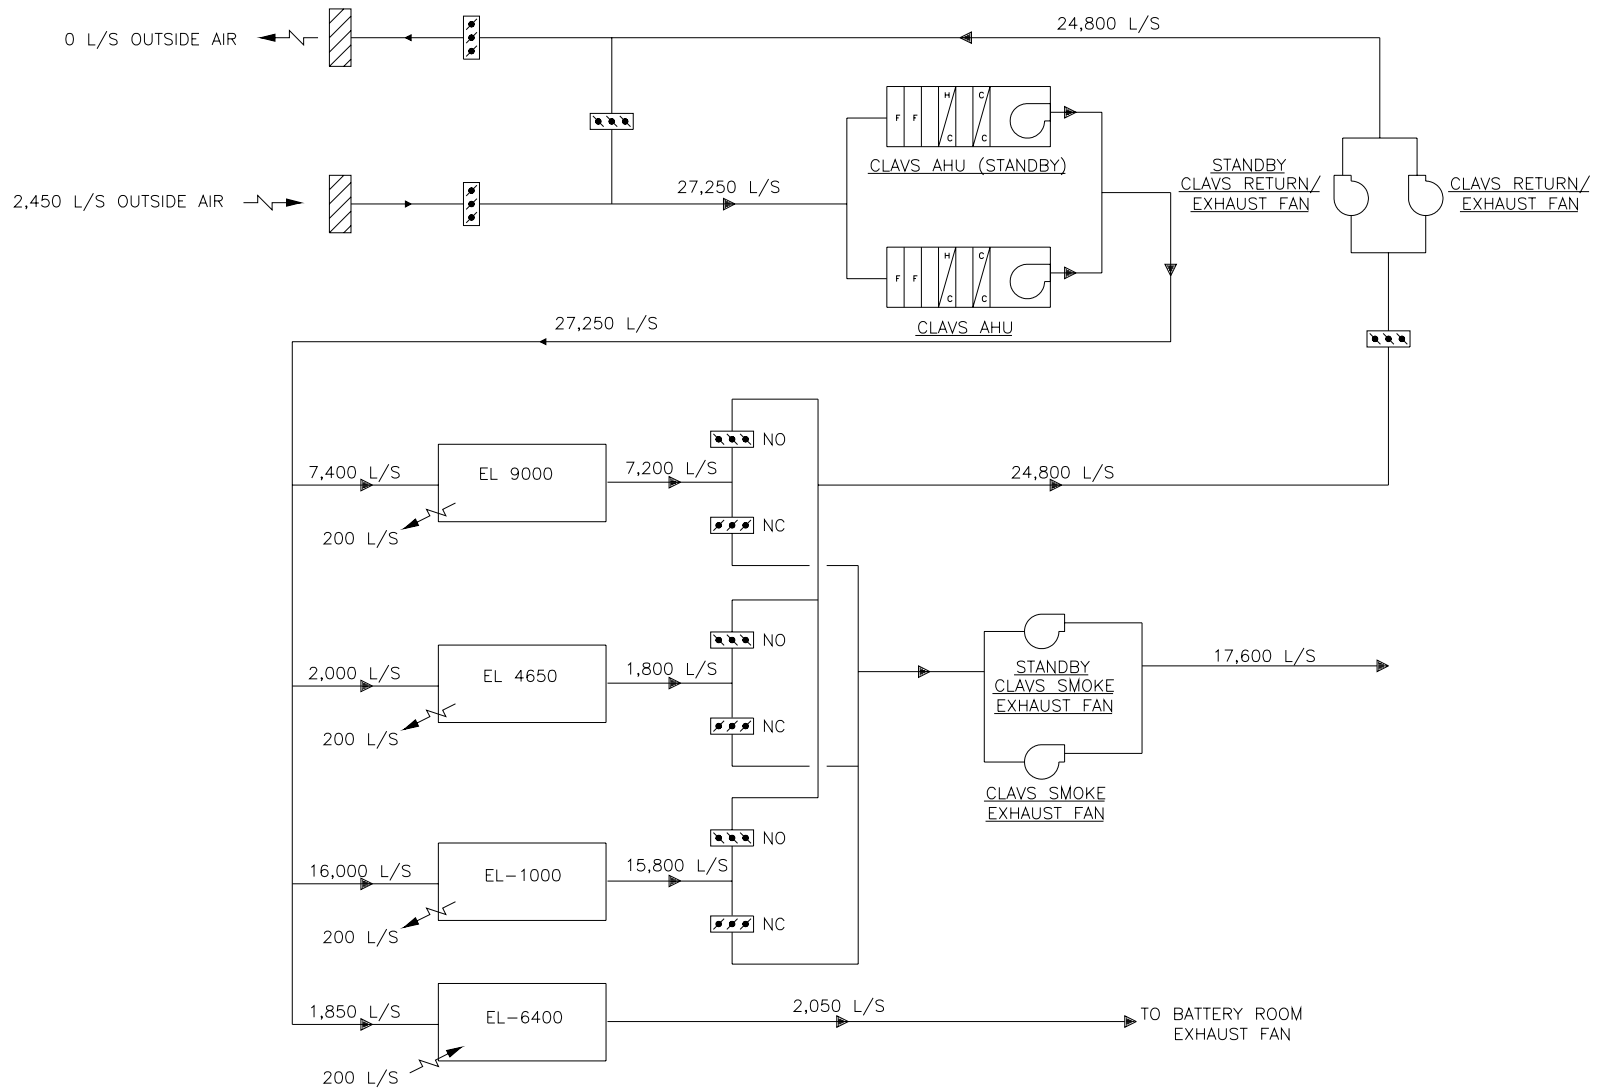 24,800 L/S
0 L/S OUTSIDE AIR
H
C
F F
C
C
CLAVS AHU (STANDBY)
STANDBY
CLAVS RETURN/
EXHAUST FAN
CLAVS RETURN/
EXHAUST FAN
2,450 L/S OUTSIDE AIR
27,250 L/S
H
C
F F
C
C
CLAVS AHU
27,250 L/S
NO
7,400 L/S
EL 9000
7,200 L/S
24,800 L/S
200 L/S
NC
NO
2,000 L/S
EL 4650
1,800 L/S
200 L/S
NC
STANDBY
CLAVS SMOKE
EXHAUST FAN
17,600 L/S
CLAVS SMOKE
EXHAUST FAN
NO
16,000 L/S
EL-1000
15,800 L/S
200 L/S
NC
1,850 L/S
EL-6400
2,050 L/S
TO BATTERY ROOM
EXHAUST FAN
200 L/S